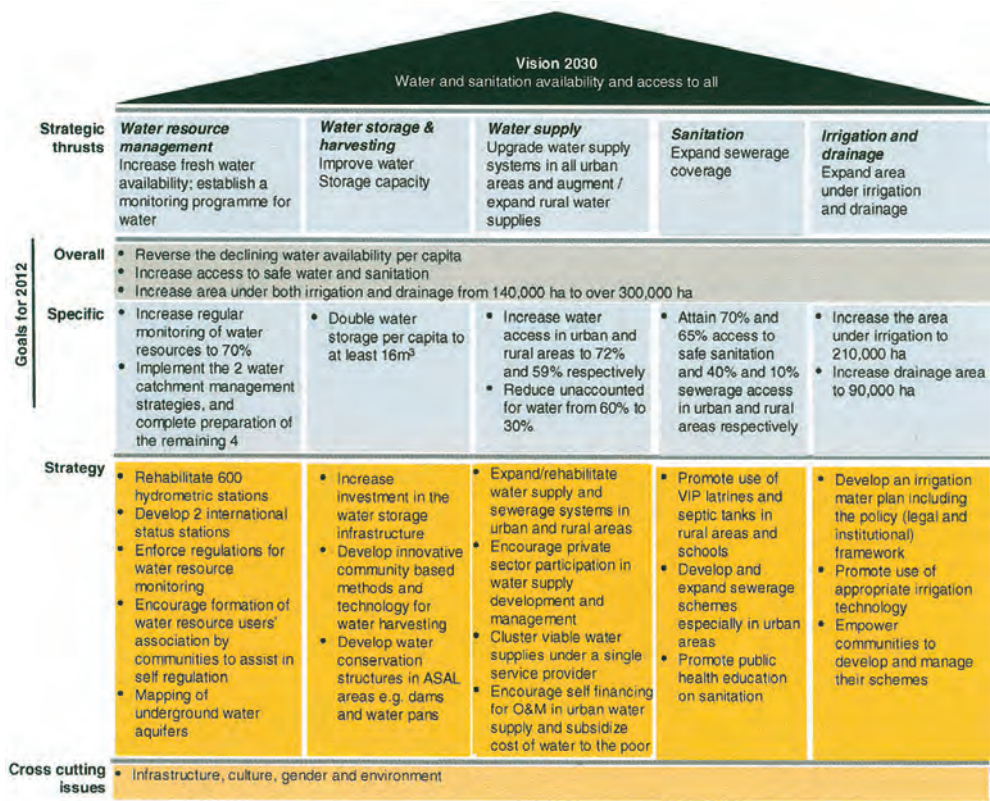 Vision 2030
Water and sanitation availability and access to all
Strategic
thrusts
Water resource
management
Increase fresh water
availability; establish a
monitoring programme for
water
Water storage &
harvesting
Improve water
Storage capacity
Water supply
Upgrade water supply
systems in all urban
areas and augment /
expand rural water
supplies
Sanitation
Expand sewerage
coverage
Irrigation and
drainage
Expand area
under irrigation
and drainage
Goals for 2012
Overall
• Reverse the declining water availability per capita
• Increase access to safe water and sanitation
• Increase area under both irrigation and drainage from 140,000 ha to over 300,000 ha
Specific
• Increase regular
monitoring of water
resources to 70%
• Implement the 2 water
catchment management
strategies, and
complete preparation of
the remaining 4
• Double water
storage per capita to
at least 16m³
• Increase water
access in urban and
rural areas to 72%
and 59% respectively
• Reduce unaccounted
for water from 60% to
30%
• Attain 70% and
65% access to
safe sanitation
and 40% and 10%
sewerage access
in urban and rural
areas respectively
• Increase the area
under irrigation to
210,000 ha
• Increase drainage area
to 90,000 ha
Strategy
• Rehabilitate 600
hydrometric stations
• Develop 2 international
status stations
• Enforce regulations for
water resource
monitoring
• Encourage formation of
water resource users'
association by
communities to assist in
self regulation
• Mapping of
underground water
aquifers
• Increase
investment in the
water storage
infrastructure
• Develop innovative
community based
methods and
technology for
water harvesting
• Develop water
conservation
structures in ASAL
areas e.g. dams
and water pans
• Expand/rehabilitate
water supply and
sewerage systems in
urban and rural areas
• Encourage private
sector participation in
water supply
development and
management
• Cluster viable water
supplies under a single
service provider
• Encourage self financing
for O&M in urban water
supply and subsidize
cost of water to the poor
• Promote use of
VIP latrines and
septic tanks in
rural areas and
schools
• Develop and
expand sewerage
schemes
especially in urban
areas
• Promote public
health education
on sanitation
• Develop an irrigation
mater plan including
the policy (legal and
institutional)
framework
• Promote use of
appropriate irrigation
technology
• Empower
communities to
develop and manage
their schemes
Cross cutting
issues
• Infrastructure, culture, gender and environment